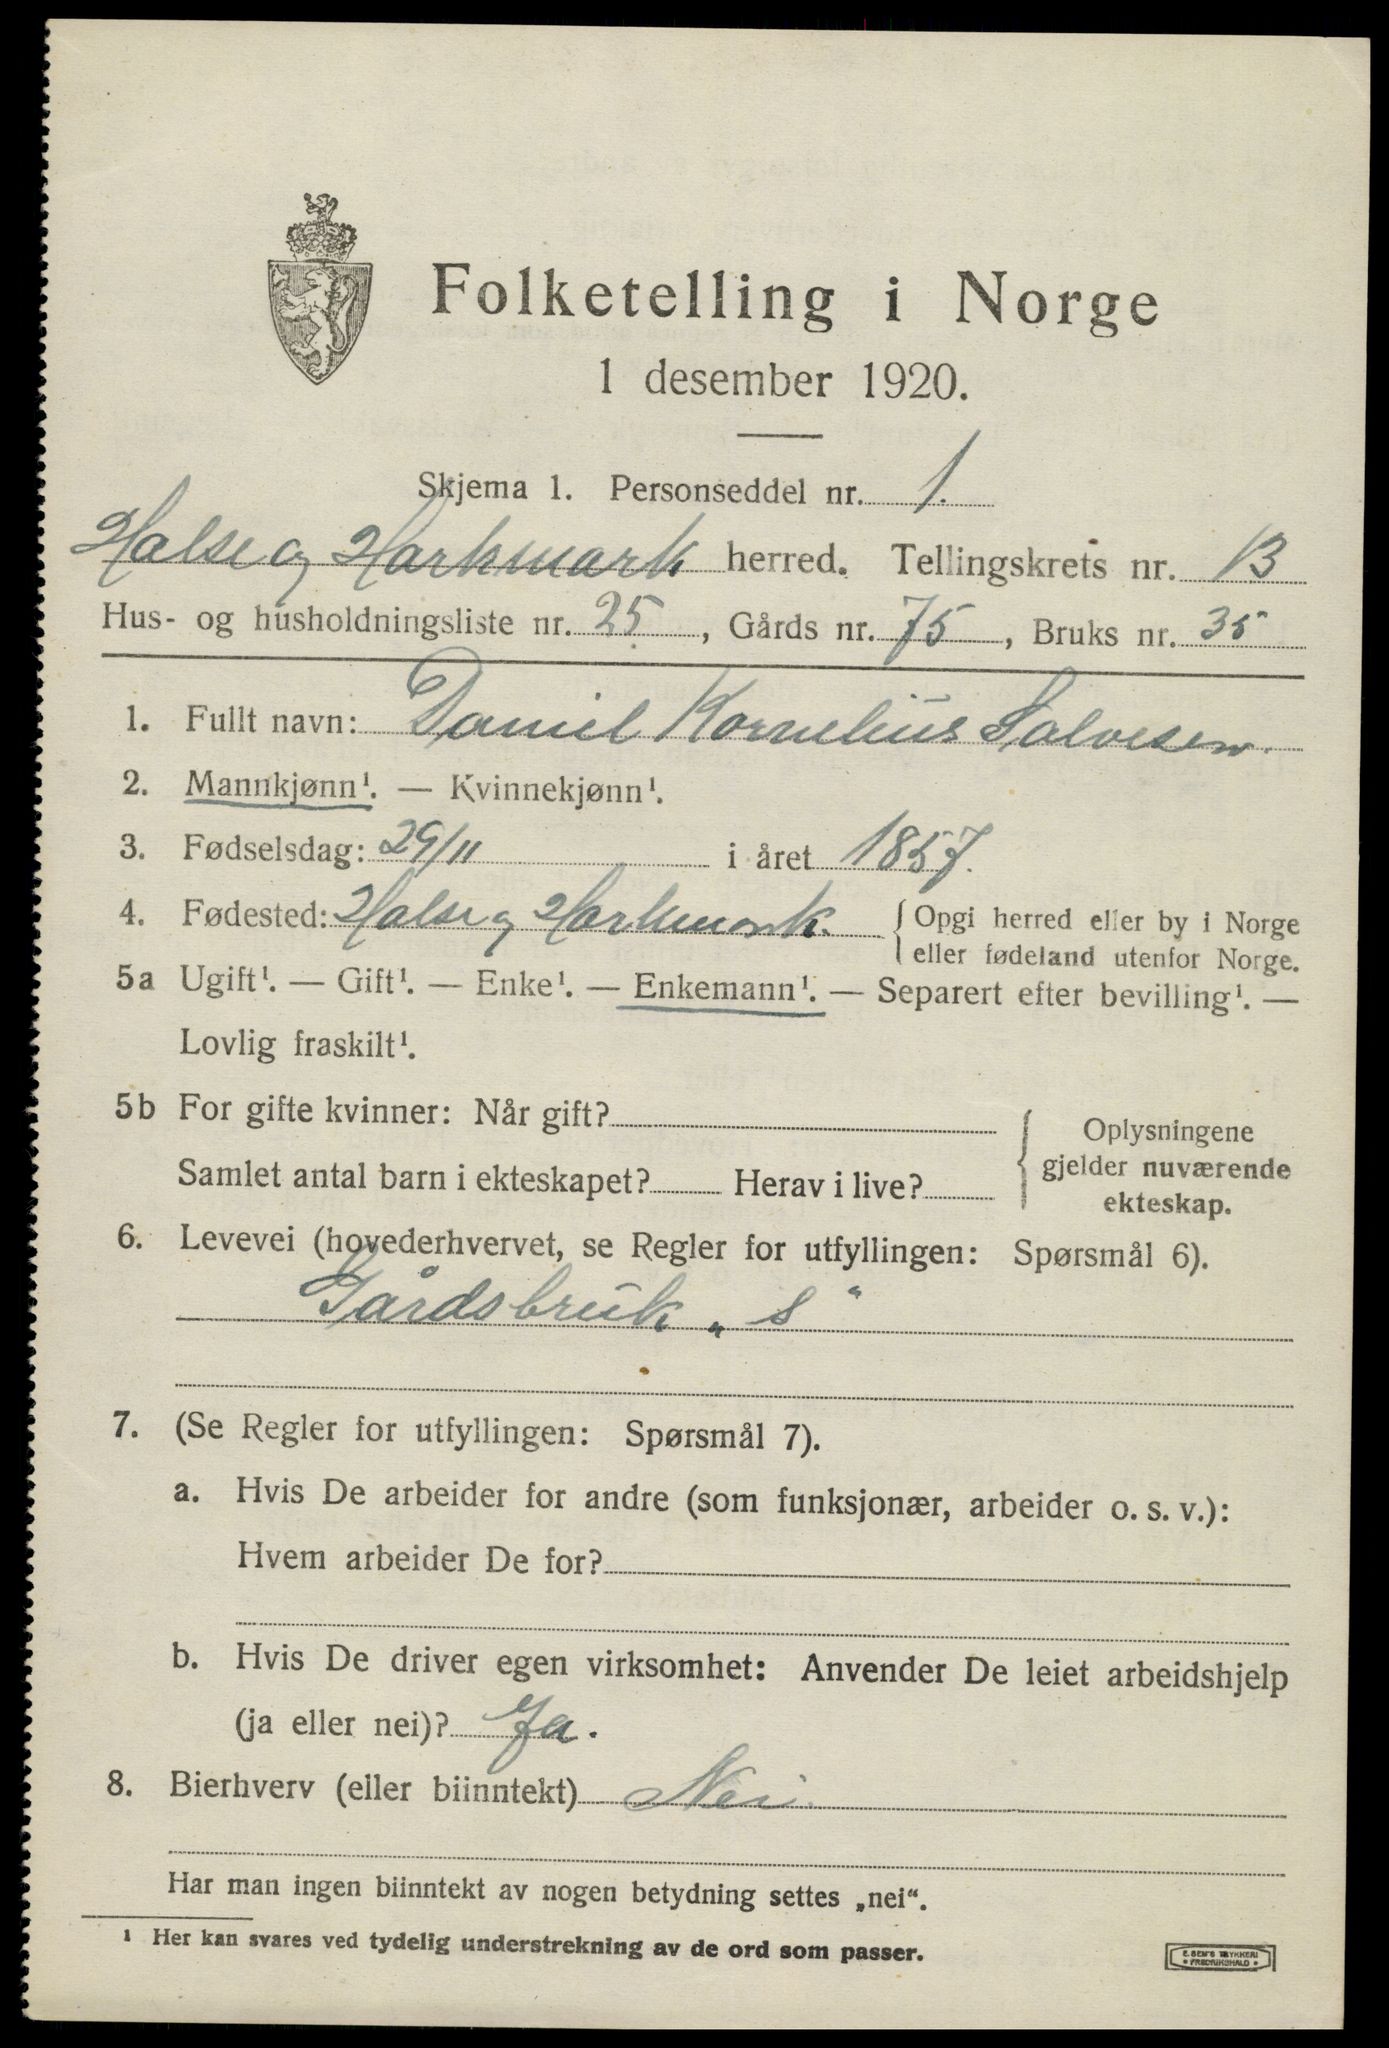 Folketelling i Norge
1 desember 1920.
Skjema 1. Personseddel nr. 1.
Halse og Harkmark herred. Tellingskrets nr. 13
Hus- og husholdningsliste nr. 25, Gårds nr. 75, Bruks nr. 35
1. Fullt navn: Daniel Kornelius Salvesen.
2. Mannkjønn¹. — Kvinnekjønn¹.
3. Fødselsdag: 29/11 i året 1857.
4. Fødested: Halse og Harkmark. { Opgi herred eller by i Norge
eller fødeland utenfor Norge.
5a Ugift¹. — Gift¹. — Enke¹. — Enkemann¹. — Separert efter bevilling¹. —
Lovlig fraskilt¹.
5b For gifte kvinner: Når gift?
Samlet antal barn i ekteskapet? Herav i live?
{ Oplysningene
gjelder nuværende
ekteskap.
6. Levevei (hovederhvervet, se Regler for utfyllingen: Spørsmål 6).
Gårdsbruk „S“
7. (Se Regler for utfyllingen: Spørsmål 7).
a. Hvis De arbeider for andre (som funksjonær, arbeider o. s. v.):
Hvem arbeider De for?
b. Hvis De driver egen virksomhet: Anvender De leiet arbeidshjelp
(ja eller nei)? Ja.
8. Bierhverv (eller biinntekt) Nei.
Har man ingen biinntekt av nogen betydning settes „nei“.
¹ Her kan svares ved tydelig understrekning av de ord som passer.
E. SEM'S TRYKKERI
• FREDRIKSHALD •